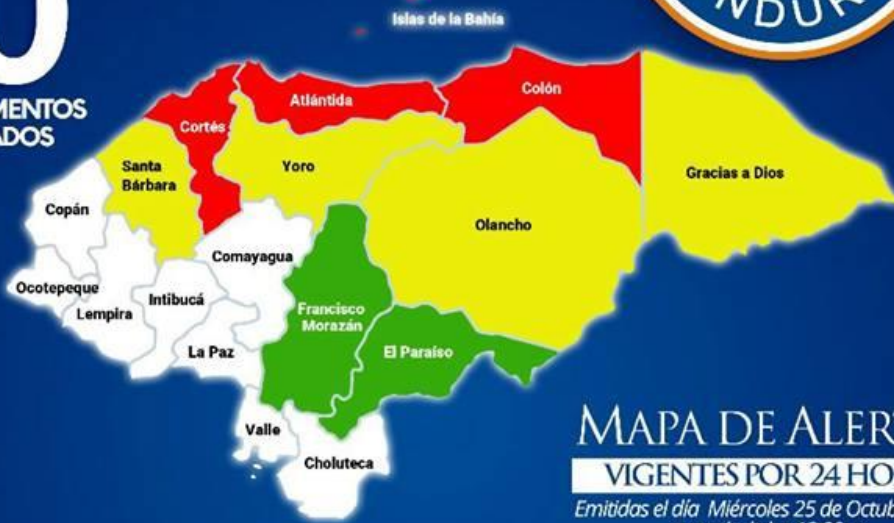 Islas de la Bahía
NDUR
0
MENTOS
ADOS
Cortés
Atlántida
Colón
Santa
Bárbara
Yoro
Gracias a Dios
Copán
Olancho
Comayagua
Ocotepeque
Lempira
Intibucá
Francisco
Morazán
La Paz
El Paraíso
Valle
Choluteca
MAPA DE ALER
VIGENTES POR 24 HO
Emitidas el día Miércoles 25 de Octub